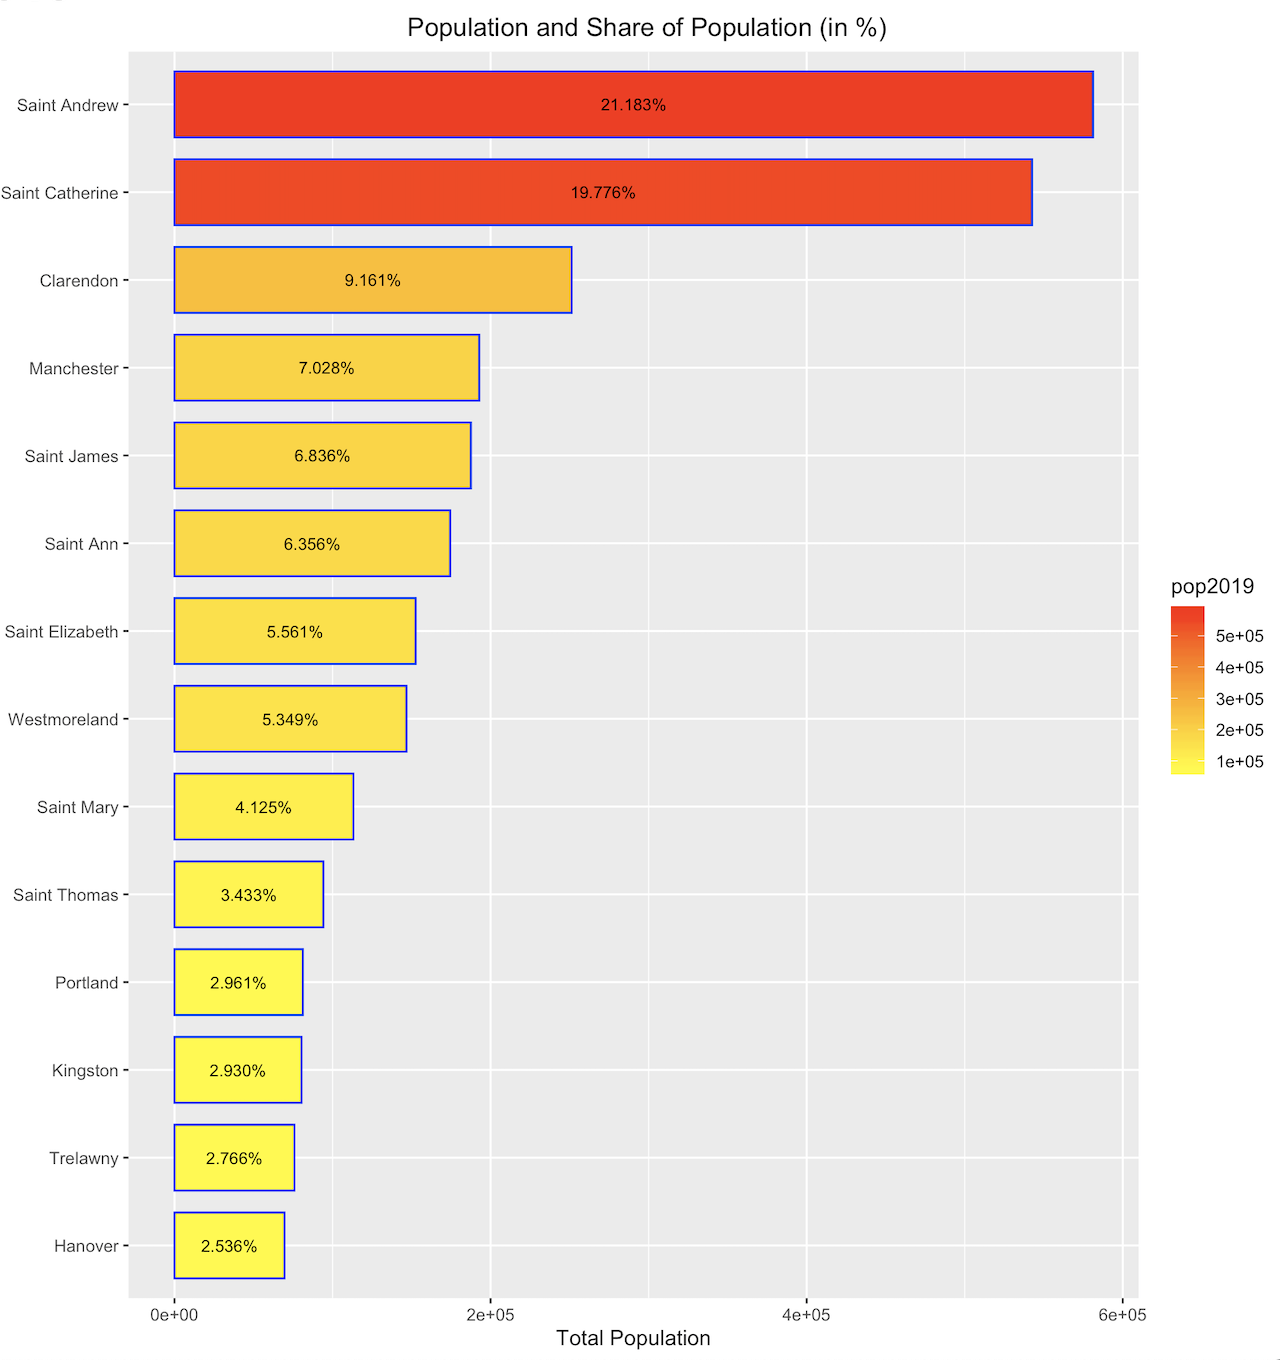 Population and Share of Population (in %)
Saint Andrew 21.183%
Saint Catherine 19.776%
Clarendon 9.161%
Manchester 7.028%
Saint James 6.836%
Saint Ann 6.356%
Saint Elizabeth 5.561%
Westmoreland 5.349%
Saint Mary 4.125%
Saint Thomas 3.433%
Portland 2.961%
Kingston 2.930%
Trelawny 2.766%
Hanover 2.536%
0e+00 2e+05 4e+05 6e+05
Total Population
pop2019
5e+05
4e+05
3e+05
2e+05
1e+05